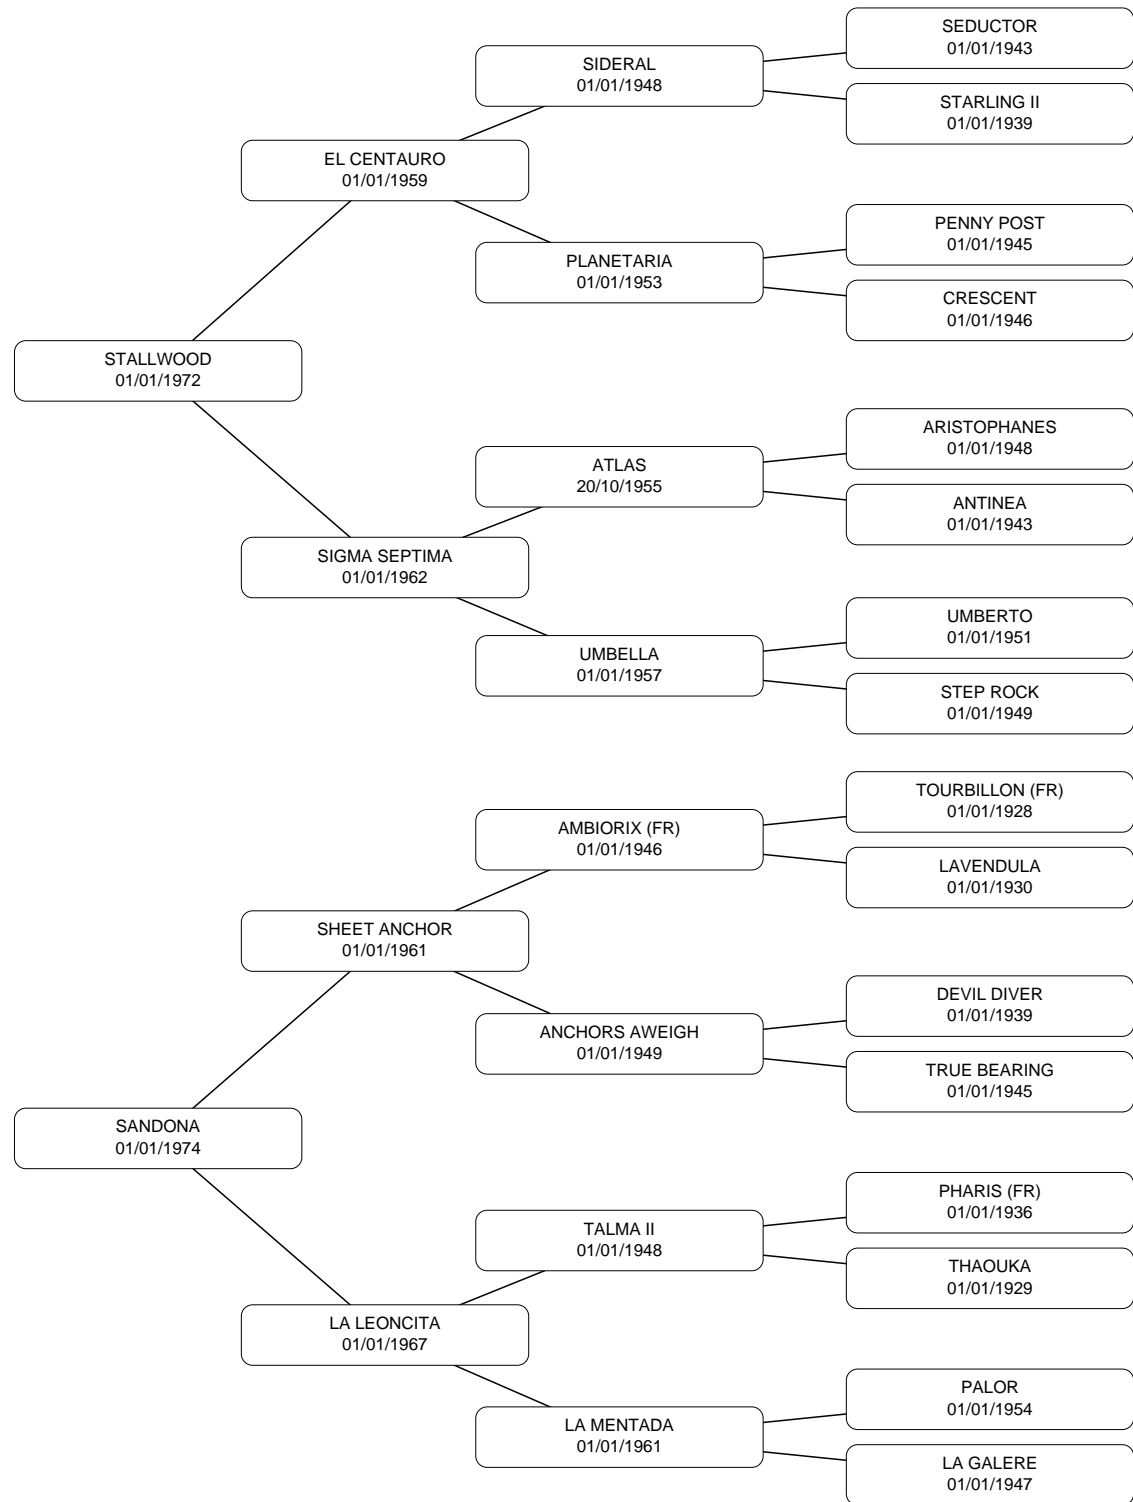 SEDUCTOR
01/01/1943
SIDERAL
01/01/1948
STARLING II
01/01/1939
EL CENTAURO
01/01/1959
PENNY POST
01/01/1945
PLANETARIA
01/01/1953
CRESCENT
01/01/1946
STALLWOOD
01/01/1972
ARISTOPHANES
01/01/1948
ATLAS
20/10/1955
ANTINEA
01/01/1943
SIGMA SEPTIMA
01/01/1962
UMBERTO
01/01/1951
UMBELLA
01/01/1957
STEP ROCK
01/01/1949
TOURBILLON (FR)
01/01/1928
AMBIORIX (FR)
01/01/1946
LAVENDULA
01/01/1930
SHEET ANCHOR
01/01/1961
DEVIL DIVER
01/01/1939
ANCHORS AWEIGH
01/01/1949
TRUE BEARING
01/01/1945
SANDONA
01/01/1974
PHARIS (FR)
01/01/1936
TALMA II
01/01/1948
THAOUKA
01/01/1929
LA LEONCITA
01/01/1967
PALOR
01/01/1954
LA MENTADA
01/01/1961
LA GALERE
01/01/1947